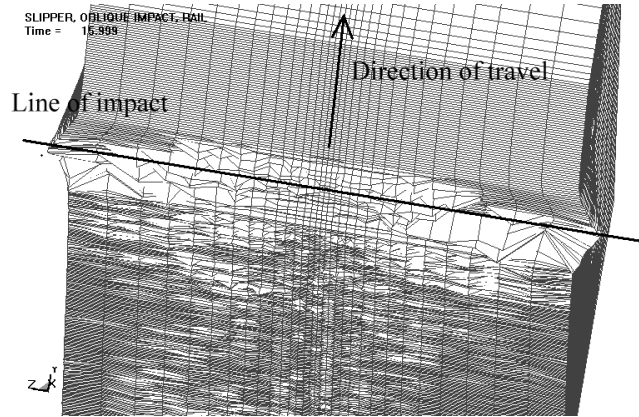 SLIPPER, OBLIQUE IMPACT, RAIL
Time = 15.999
Direction of travel
Line of impact
Y
Z X